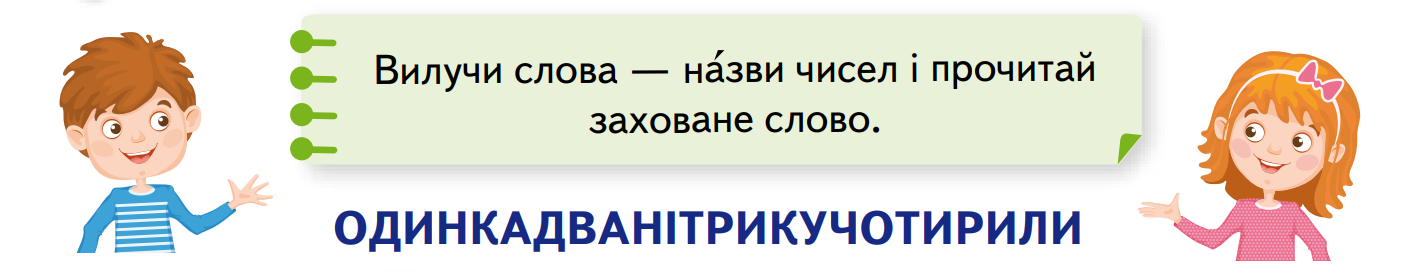 Вилучи слова — на́зви чисел і прочитай
заховане слово.
ОДИНКАДВАНІТРИКУЧОТИРИЛИ